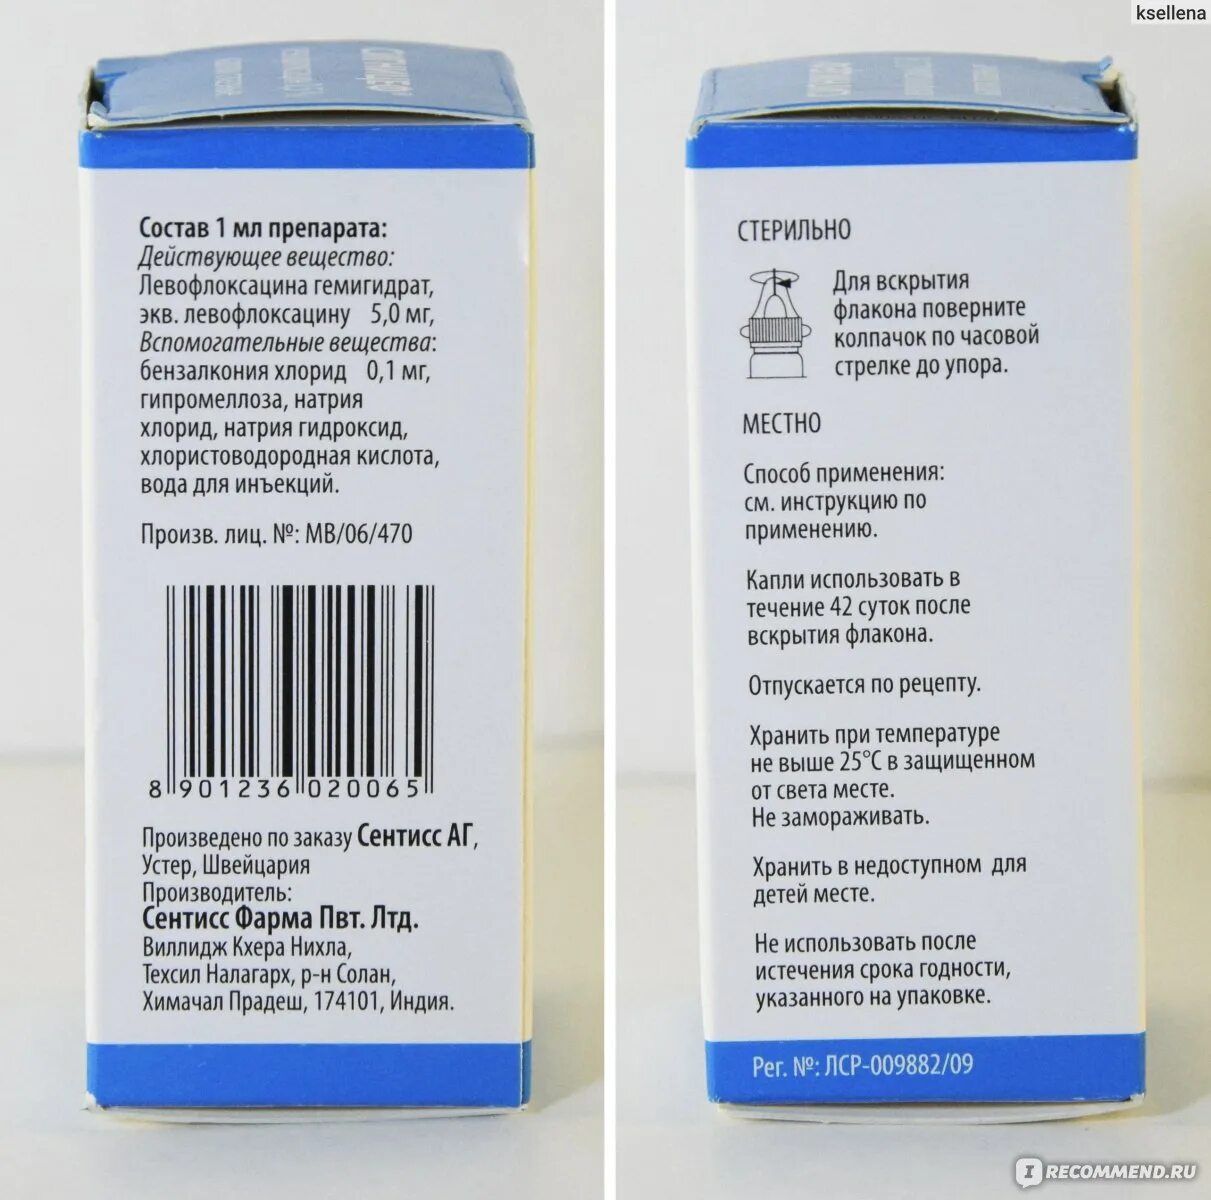 ksellena
Состав 1 мл препарата:
Действующее вещество:
Левофлоксацина гемигидрат,
экв. левофлоксацину 5,0 мг,
Вспомогательные вещества:
бензалкония хлорид 0,1 мг,
гипромеллоза, натрия
хлорид, натрия гидроксид,
хлористоводородная кислота,
вода для инъекций.
Произв. лиц. №: MB/06/470
8 901236 020065
Произведено по заказу Сентисс АГ,
Устер, Швейцария
Производитель:
Сентисс Фарма Пвт. Лтд.
Виллидж Кхера Нихла,
Техсил Налагарх, р-н Солан,
Химачал Прадеш, 174101, Индия.
СТЕРИЛЬНО
Для вскрытия
флакона поверните
колпачок по часовой
стрелке до упора.
МЕСТНО
Способ применения:
см. инструкцию по
применению.
Капли использовать в
течение 42 суток после
вскрытия флакона.
Отпускается по рецепту.
Хранить при температуре
не выше 25°С в защищенном
от света месте.
Не замораживать.
Хранить в недоступном для
детей месте.
Не использовать после
истечения срока годности,
указанного на упаковке.
Рег. №: ЛСР-009882/09
I RECOMMEND.RU